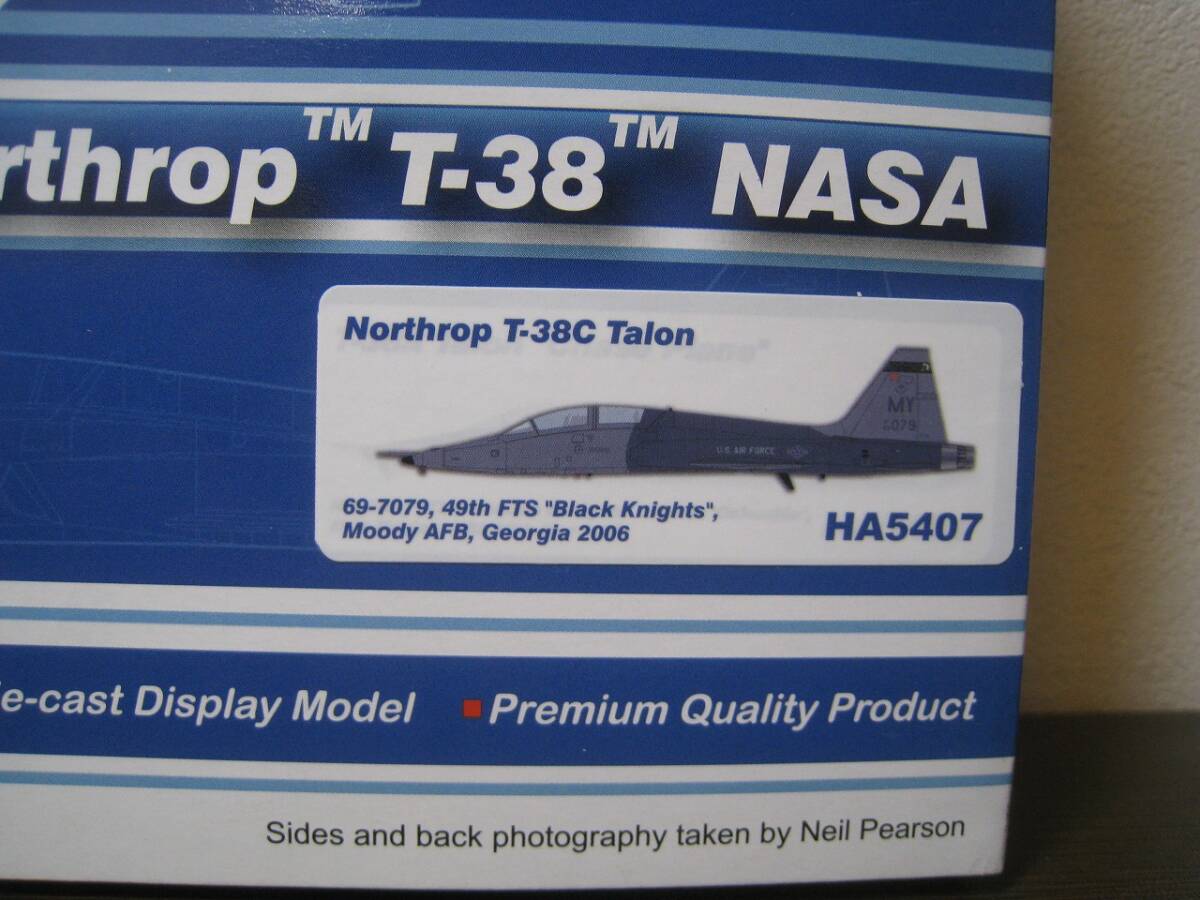 rthrop™ T-38™ NASA
Northrop T-38C Talon
MY
079
U.S. AIR FORCE
69-7079, 49th FTS "Black Knights",
Moody AFB, Georgia 2006
HA5407
e-cast Display Model
Premium Quality Product
Sides and back photography taken by Neil Pearson